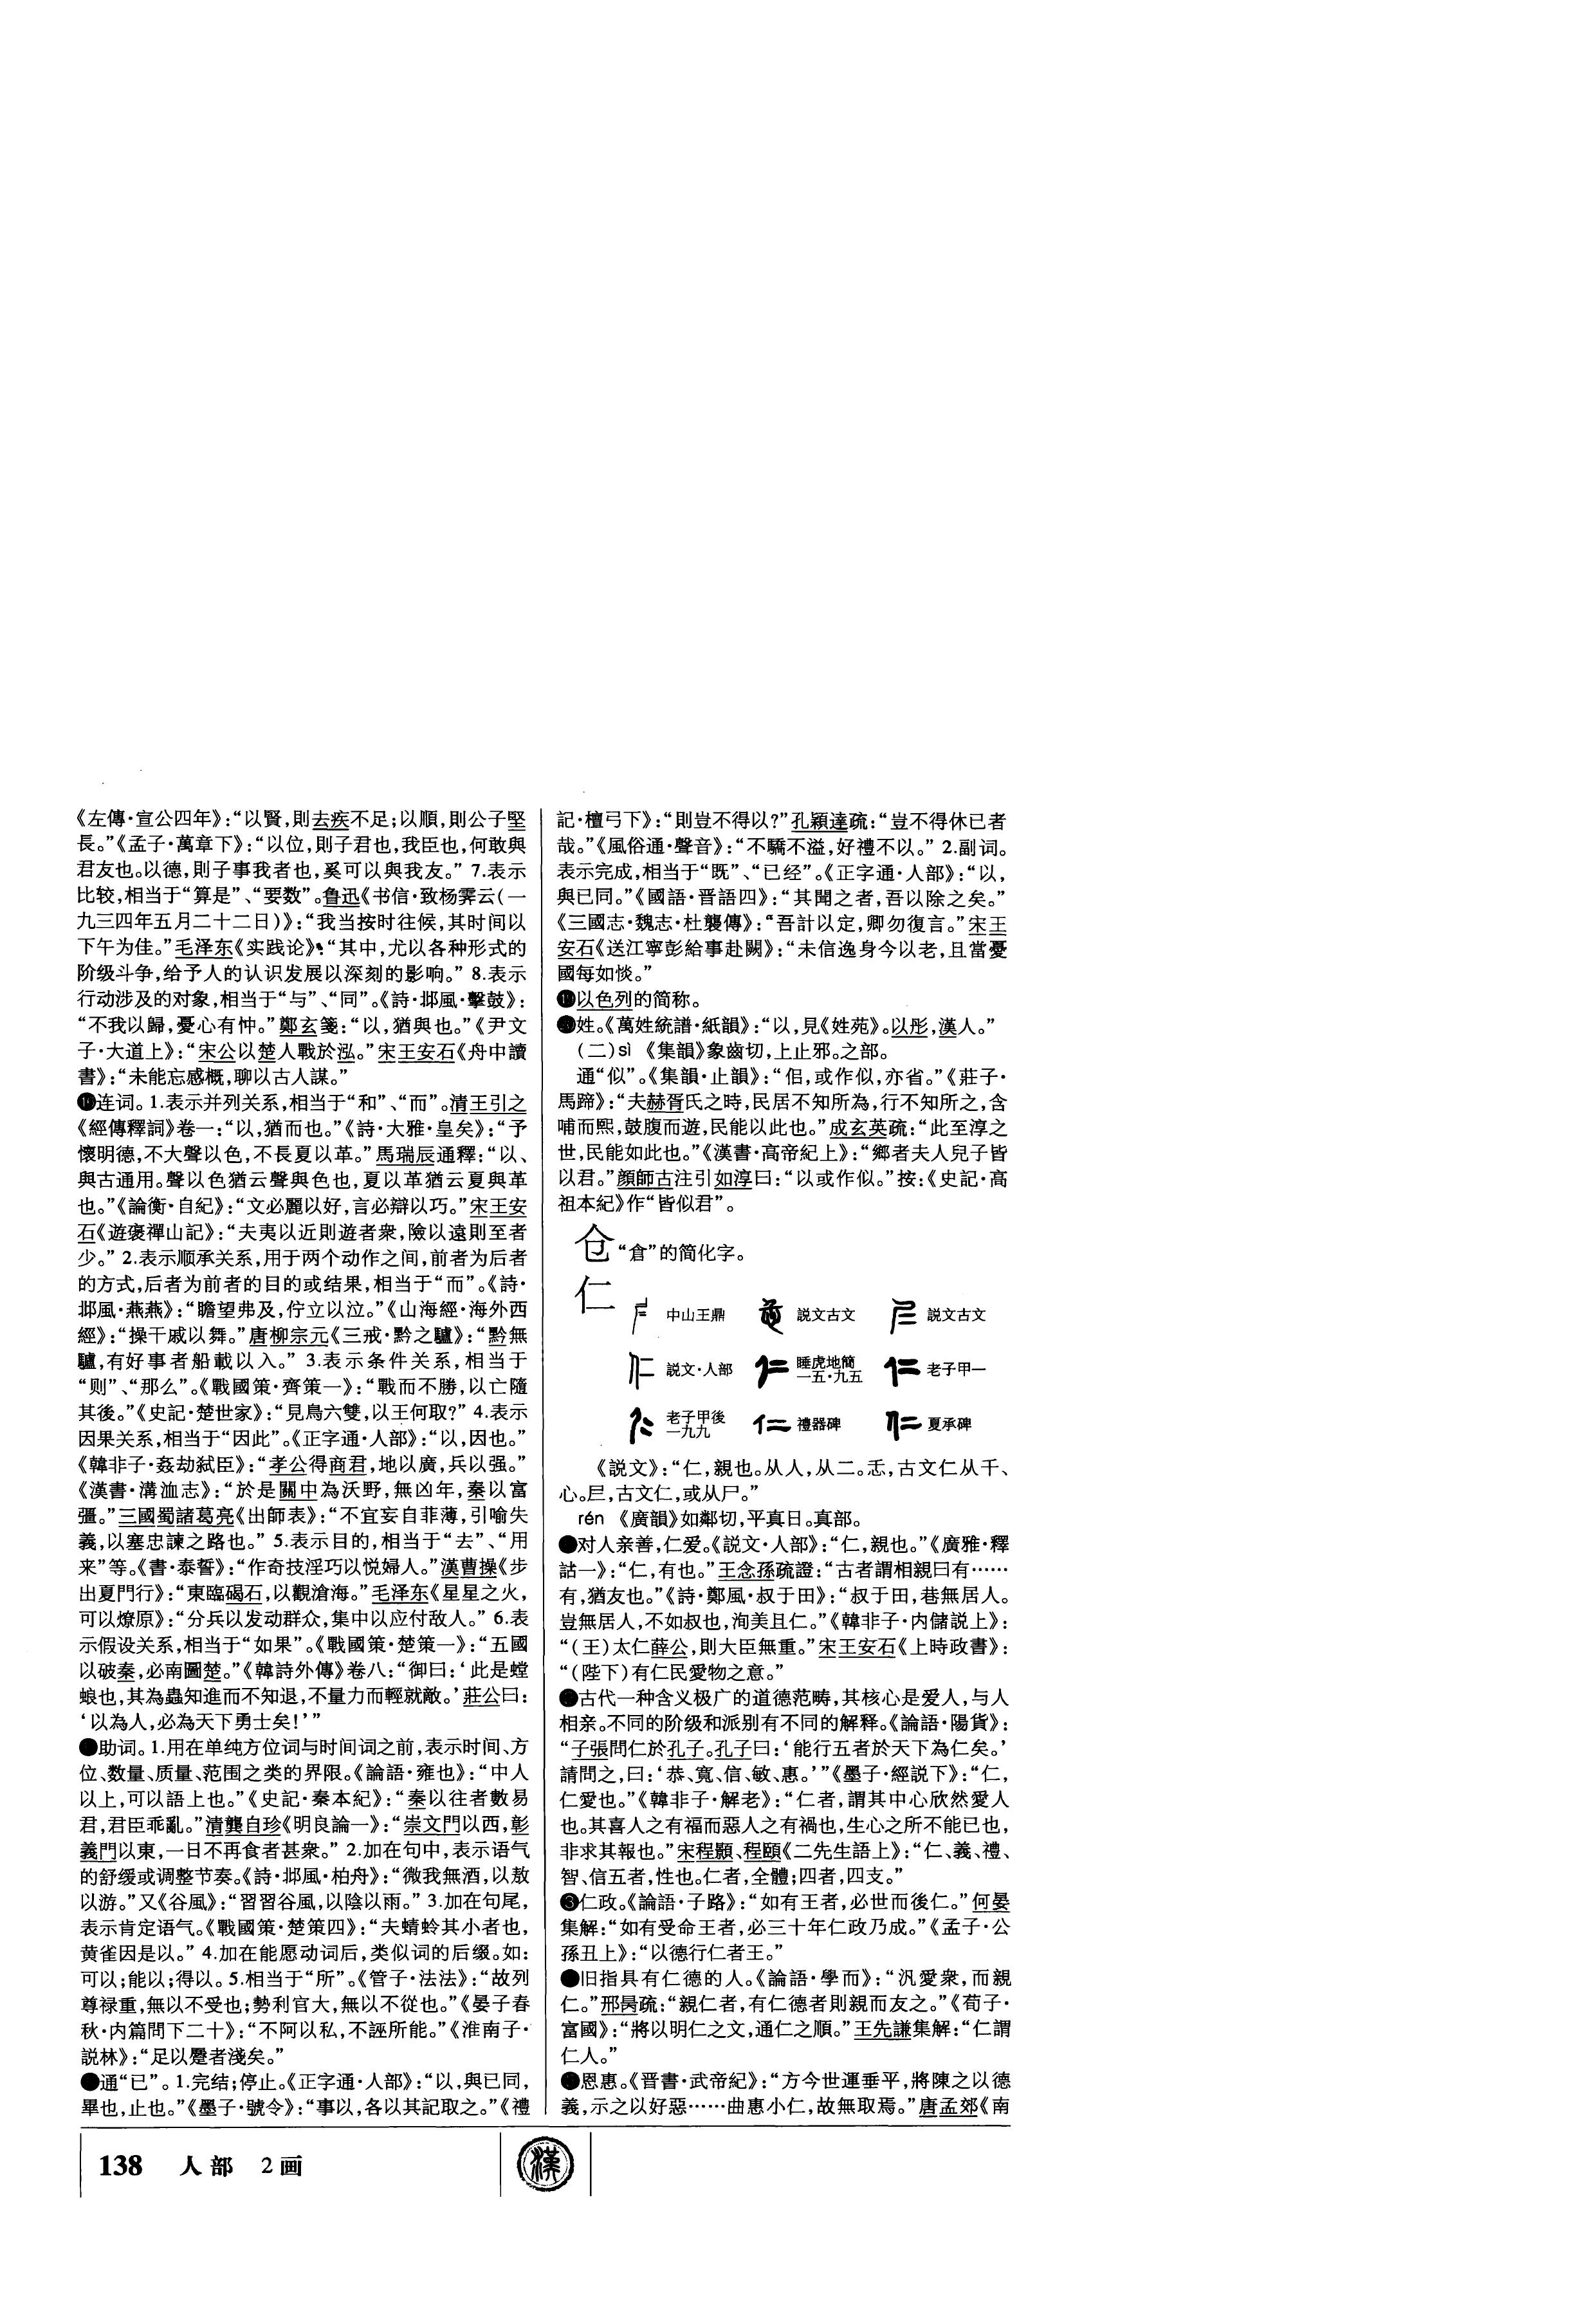 《左傳·宣公四年》：“以賢，則去疾不足；以順，則公子堅
長。”《孟子·萬章下》：“以位，則子君也，我臣也，何敢與
君友也。以德，則子事我者也，奚可以與我友。” 7.表示
比较，相当于“算是”、“要数”。鲁迅《书信·致杨霁云（一
九三四年五月二十二日）》：“我当按时往候，其时间以
下午为佳。”毛泽东《实践论》：“其中，尤以各种形式的
阶级斗争，给予人的认识发展以深刻的影响。” 8.表示
行动涉及的对象，相当于“与”、“同”。《詩·邶風·擊鼓》：
“不我以歸，憂心有忡。”鄭玄箋：“以，猶與也。”《尹文
子·大道上》：“宋公以楚人戰於泓。”宋王安石《舟中讀
書》：“未能忘感概，聊以古人謀。”
⓮连词。1.表示并列关系，相当于“和”、“而”。清王引之
《經傳釋詞》卷一：“以，猶而也。”《詩·大雅·皇矣》：“予
懷明德，不大聲以色，不長夏以革。”馬瑞辰通釋：“以、
與古通用。聲以色猶云聲與色也，夏以革猶云夏與革
也。”《論衡·自紀》：“文必麗以好，言必辯以巧。”宋王安
石《遊褒禪山記》：“夫夷以近則遊者衆，險以遠則至者
少。” 2.表示顺承关系，用于两个动作之间，前者为后者
的方式，后者为前者的目的或结果，相当于“而”。《詩·
邶風·燕燕》：“瞻望弗及，佇立以泣。”《山海經·海外西
經》：“操干戚以舞。”唐柳宗元《三戒·黔之驢》：“黔無
驢，有好事者船載以入。” 3.表示条件关系，相当于
“则”、“那么”。《戰國策·齊策一》：“戰而不勝，以亡隨
其後。”《史記·楚世家》：“見鳥六雙，以王何取？” 4.表示
因果关系，相当于“因此”。《正字通·人部》：“以，因也。”
《韓非子·姦劫弑臣》：“孝公得商君，地以廣，兵以强。”
《漢書·溝洫志》：“於是關中為沃野，無凶年，秦以富
彊。”三國蜀諸葛亮《出師表》：“不宜妄自菲薄，引喻失
義，以塞忠諫之路也。” 5.表示目的，相当于“去”、“用
来”等。《書·泰誓》：“作奇技淫巧以悦婦人。”漢曹操《步
出夏門行》：“東臨碣石，以觀滄海。”毛泽东《星星之火，
可以燎原》：“分兵以发动群众，集中以应付敌人。” 6.表
示假设关系，相当于“如果”。《戰國策·楚策一》：“五國
以破秦，必南圖楚。”《韓詩外傳》卷八：“御曰：‘此是螳
蜋也，其為蟲知進而不知退，不量力而輕就敵。’莊公曰：
‘以為人，必為天下勇士矣！’”
●助词。1.用在单纯方位词与时间词之前，表示时间、方
位、数量、质量、范围之类的界限。《論語·雍也》：“中人
以上，可以語上也。”《史記·秦本紀》：“秦以往者數易
君，君臣乖亂。”清龔自珍《明良論一》：“崇文門以西，彰
義門以東，一日不再食者甚衆。” 2.加在句中，表示语气
的舒缓或调整节奏。《詩·邶風·柏舟》：“微我無酒，以敖
以游。”又《谷風》：“習習谷風，以陰以雨。” 3.加在句尾，
表示肯定语气。《戰國策·楚策四》：“夫蜻蛉其小者也，
黄雀因是以。” 4.加在能愿动词后，类似词的后缀。如：
可以；能以；得以。5.相当于“所”。《管子·法法》：“故列
尊禄重，無以不受也；勢利官大，無以不從也。”《晏子春
秋·内篇問下二十》：“不阿以私，不誣所能。”《淮南子·
説林》：“足以蹷者淺矣。”
●通“已”。1.完结；停止。《正字通·人部》：“以，與已同，
畢也，止也。”《墨子·號令》：“事以，各以其記取之。”《禮
記·檀弓下》：“則豈不得以？”孔穎達疏：“豈不得休已者
哉。”《風俗通·聲音》：“不驕不溢，好禮不以。” 2.副词。
表示完成，相当于“既”、“已经”。《正字通·人部》：“以，
與已同。”《國語·晋語四》：“其聞之者，吾以除之矣。”
《三國志·魏志·杜襲傳》：“吾計以定，卿勿復言。”宋王
安石《送江寧彭給事赴闕》：“未信逸身今以老，且當憂
國每如惔。”
●以色列的简称。
⓴姓。《萬姓統譜·紙韻》：“以，見《姓苑》。以彤，漢人。”
（二）sì 《集韻》象齒切，上止邪。之部。
通“似”。《集韻·止韻》：“佀，或作似，亦省。”《莊子·
馬蹄》：“夫赫胥氏之時，民居不知所為，行不知所之，含
哺而熙，鼓腹而遊，民能以此也。”成玄英疏：“此至淳之
世，民能如此也。”《漢書·高帝紀上》：“鄉者夫人兒子皆
以君。”顔師古注引如淳曰：“以或作似。”按：《史記·高
祖本紀》作“皆似君”。
仓 “倉”的简化字。
仁
中山王鼎 説文古文 説文古文
説文·人部 睡虎地簡一五·九五 老子甲一
老子甲後一九九 禮器碑 夏承碑
《説文》：“仁，親也。从人，从二。忎，古文仁从千、
心。𡰥，古文仁，或从尸。”
rén 《廣韻》如鄰切，平真日。真部。
●对人亲善，仁爱。《説文·人部》：“仁，親也。”《廣雅·釋
詁一》：“仁，有也。”王念孫疏證：“古者謂相親曰有……
有，猶友也。”《詩·鄭風·叔于田》：“叔于田，巷無居人。
豈無居人，不如叔也，洵美且仁。”《韓非子·内儲説上》：
“（王）太仁薛公，則大臣無重。”宋王安石《上時政書》：
“（陛下）有仁民愛物之意。”
●古代一种含义极广的道德范畴，其核心是爱人，与人
相亲。不同的阶级和派别有不同的解释。《論語·陽貨》：
“子張問仁於孔子。孔子曰：‘能行五者於天下為仁矣。’
請問之，曰：‘恭、寬、信、敏、惠。’”《墨子·經説下》：“仁，
仁愛也。”《韓非子·解老》：“仁者，謂其中心欣然愛人
也。其喜人之有福而惡人之有禍也，生心之所不能已也，
非求其報也。”宋程顥、程頤《二先生語上》：“仁、義、禮、
智、信五者，性也。仁者，全體；四者，四支。”
❸仁政。《論語·子路》：“如有王者，必世而後仁。”何晏
集解：“如有受命王者，必三十年仁政乃成。”《孟子·公
孫丑上》：“以德行仁者王。”
●旧指具有仁德的人。《論語·學而》：“汎愛衆，而親
仁。”邢昺疏：“親仁者，有仁德者則親而友之。”《荀子·
富國》：“將以明仁之文，通仁之順。”王先謙集解：“仁謂
仁人。”
●恩惠。《晋書·武帝紀》：“方今世運垂平，將陳之以德
義，示之以好惡……曲惠小仁，故無取焉。”唐孟郊《南
138 人部 2画
漢